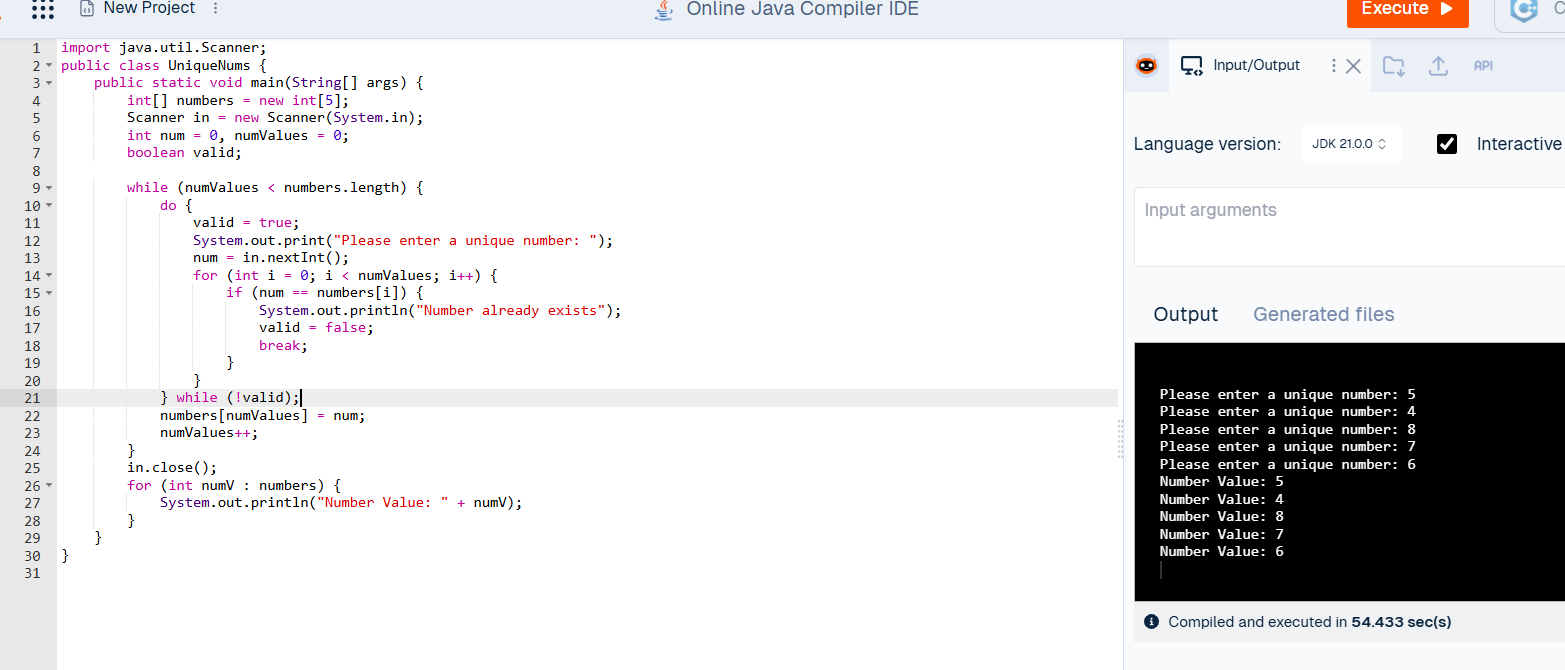 New Project
Online Java Compiler IDE
Execute
1 import java.util.Scanner;
2 public class UniqueNums {
3     public static void main(String[] args) {
4         int[] numbers = new int[5];
5         Scanner in = new Scanner(System.in);
6         int num = 0, numValues = 0;
7         boolean valid;
8
9         while (numValues < numbers.length) {
10             do {
11                 valid = true;
12                 System.out.print("Please enter a unique number: ");
13                 num = in.nextInt();
14                 for (int i = 0; i < numValues; i++) {
15                     if (num == numbers[i]) {
16                         System.out.println("Number already exists");
17                         valid = false;
18                         break;
19                     }
20                 }
21             } while (!valid);
22             numbers[numValues] = num;
23             numValues++;
24         }
25         in.close();
26         for (int numV : numbers) {
27             System.out.println("Number Value: " + numV);
28         }
29     }
30 }
31
Input/Output
API
Language version:
JDK 21.0.0
Interactive
Input arguments
Output
Generated files
Please enter a unique number: 5
Please enter a unique number: 4
Please enter a unique number: 8
Please enter a unique number: 7
Please enter a unique number: 6
Number Value: 5
Number Value: 4
Number Value: 8
Number Value: 7
Number Value: 6
Compiled and executed in 54.433 sec(s)